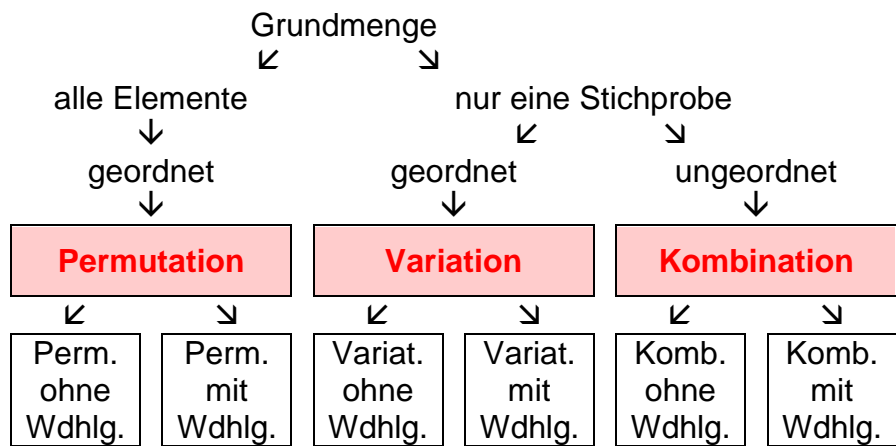 Grundmenge
alle Elemente
nur eine Stichprobe
geordnet
geordnet
ungeordnet
Permutation
Variation
Kombination
Perm.
ohne
Wdhlg.
Perm.
mit
Wdhlg.
Variat.
ohne
Wdhlg.
Variat.
mit
Wdhlg.
Komb.
ohne
Wdhlg.
Komb.
mit
Wdhlg.